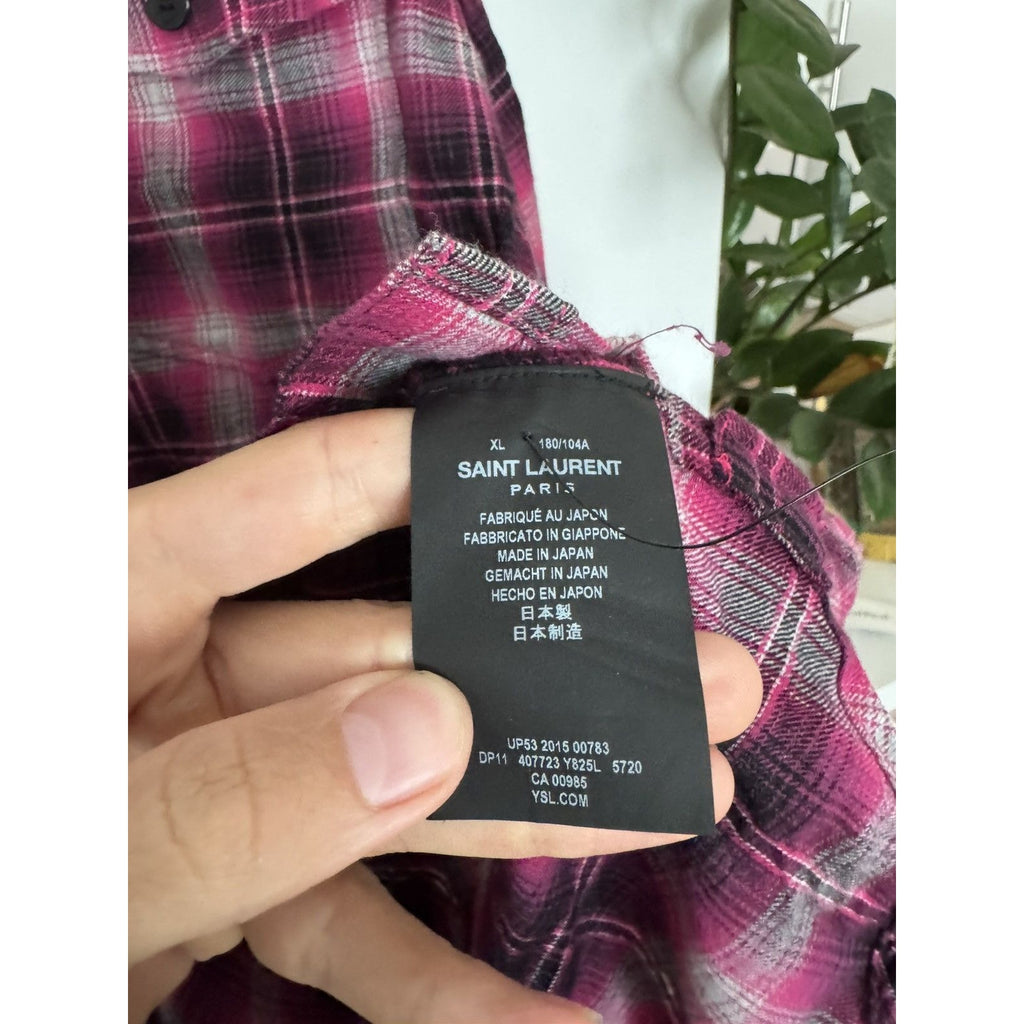 XL 180/104A
SAINT LAURENT
PARIS
FABRIQUÉ AU JAPON
FABBRICATO IN GIAPPONE
MADE IN JAPAN
GEMACHT IN JAPAN
HECHO EN JAPON
日本製
日本制造
UP53 2015 00783
DP11 407723 Y825L 5720
CA 00985
YSL.COM